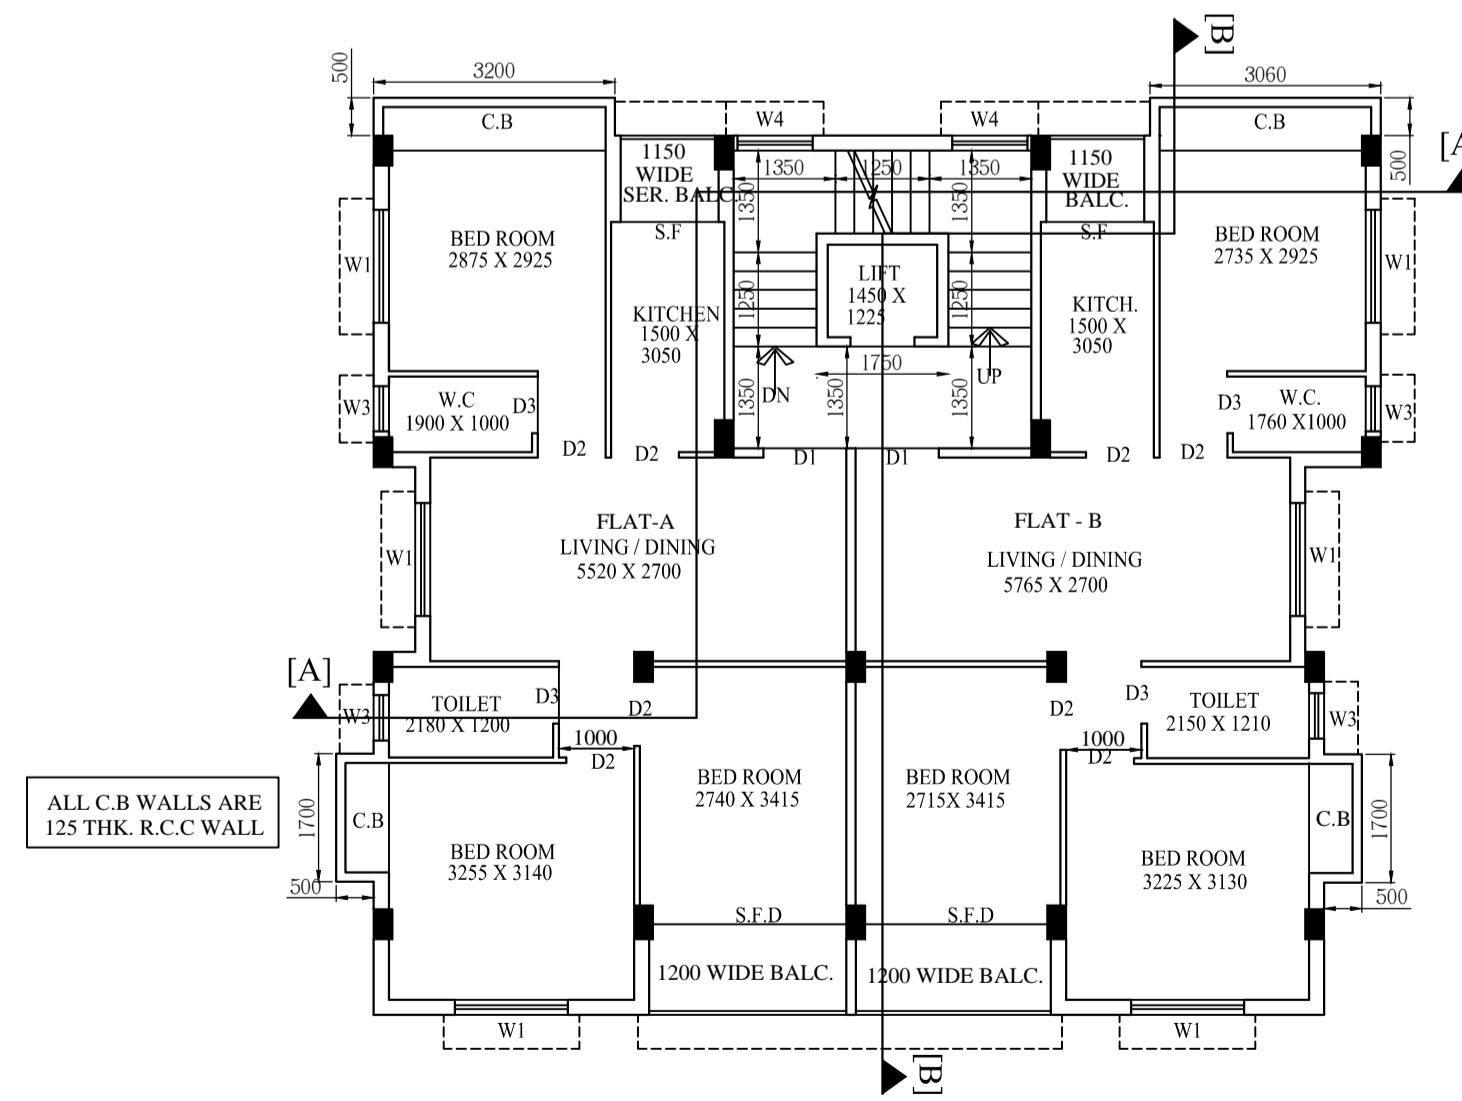 [B]
500
3200
3060
C.B
W4
W4
C.B
[A
500
1150
WIDE
SER. BALC.
1350
1250
1350
1150
WIDE
BALC.
1350
1350
S.F
S.F
BED ROOM
2875 X 2925
BED ROOM
2735 X 2925
W1
W1
LIFT
1450 X
1225
1250
1250
KITCHEN
1500 X
3050
KITCH.
1500 X
3050
1750
DN
UP
1350
1350
1350
W3
W.C
1900 X 1000
D3
D3
W.C.
1760 X1000
W3
D2
D2
D1
D1
D2
D2
FLAT-A
LIVING / DINING
5520 X 2700
FLAT - B
LIVING / DINING
5765 X 2700
W1
W1
[A]
W3
TOILET
2180 X 1200
D3
D2
D2
D3
TOILET
2150 X 1210
W3
1000
D2
1000
D2
BED ROOM
2740 X 3415
BED ROOM
2715X 3415
ALL C.B WALLS ARE
125 THK. R.C.C WALL
1700
C.B
C.B
1700
BED ROOM
3255 X 3140
BED ROOM
3225 X 3130
500
500
S.F.D
S.F.D
1200 WIDE BALC.
1200 WIDE BALC.
W1
W1
[B]